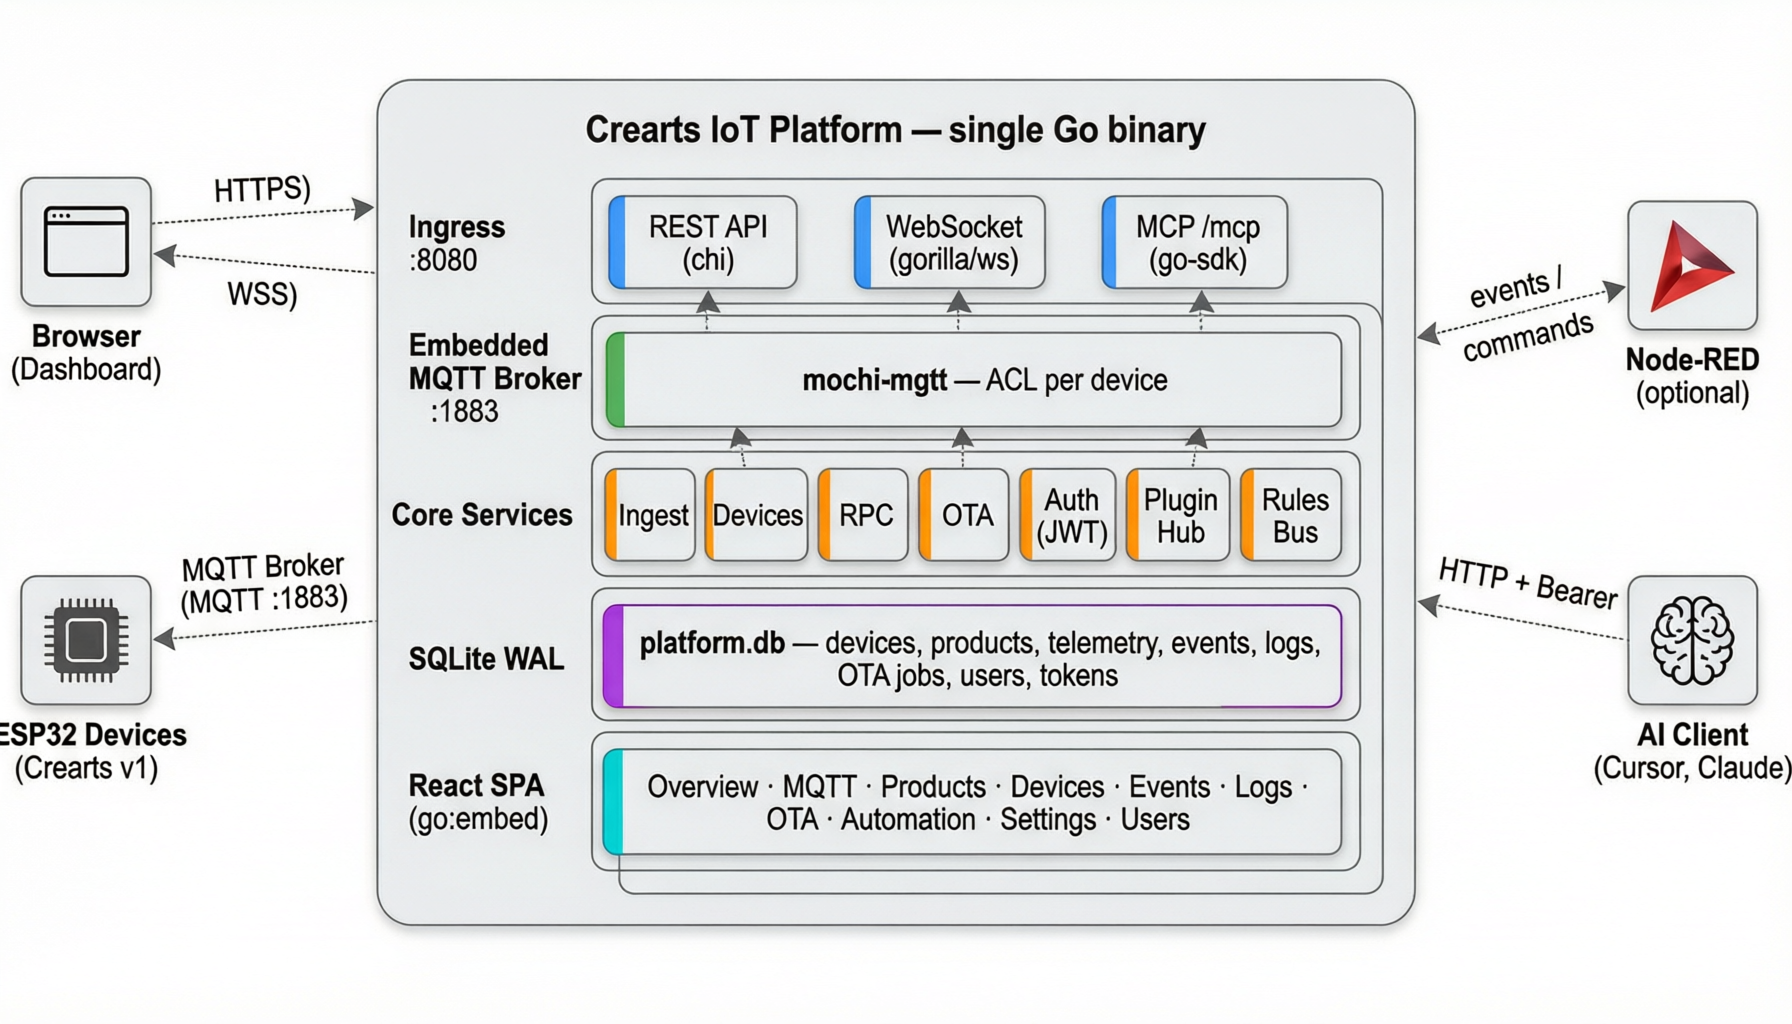 Crearts IoT Platform — single Go binary
HTTPS)
WSS)
Browser
(Dashboard)
MQTT Broker
(MQTT :1883)
ESP32 Devices
(Crearts v1)
Ingress
:8080
REST API
(chi)
WebSocket
(gorilla/ws)
MCP /mcp
(go-sdk)
Embedded
MQTT Broker
:1883
mochi-mgtt — ACL per device
Core Services
Ingest
Devices
RPC
OTA
Auth
(JWT)
Plugin
Hub
Rules
Bus
SQLite WAL
platform.db — devices, products, telemetry, events, logs,
OTA jobs, users, tokens
React SPA
(go:embed)
Overview · MQTT · Products · Devices · Events · Logs ·
OTA · Automation · Settings · Users
events /
commands
Node-RED
(optional)
HTTP + Bearer
AI Client
(Cursor, Claude)